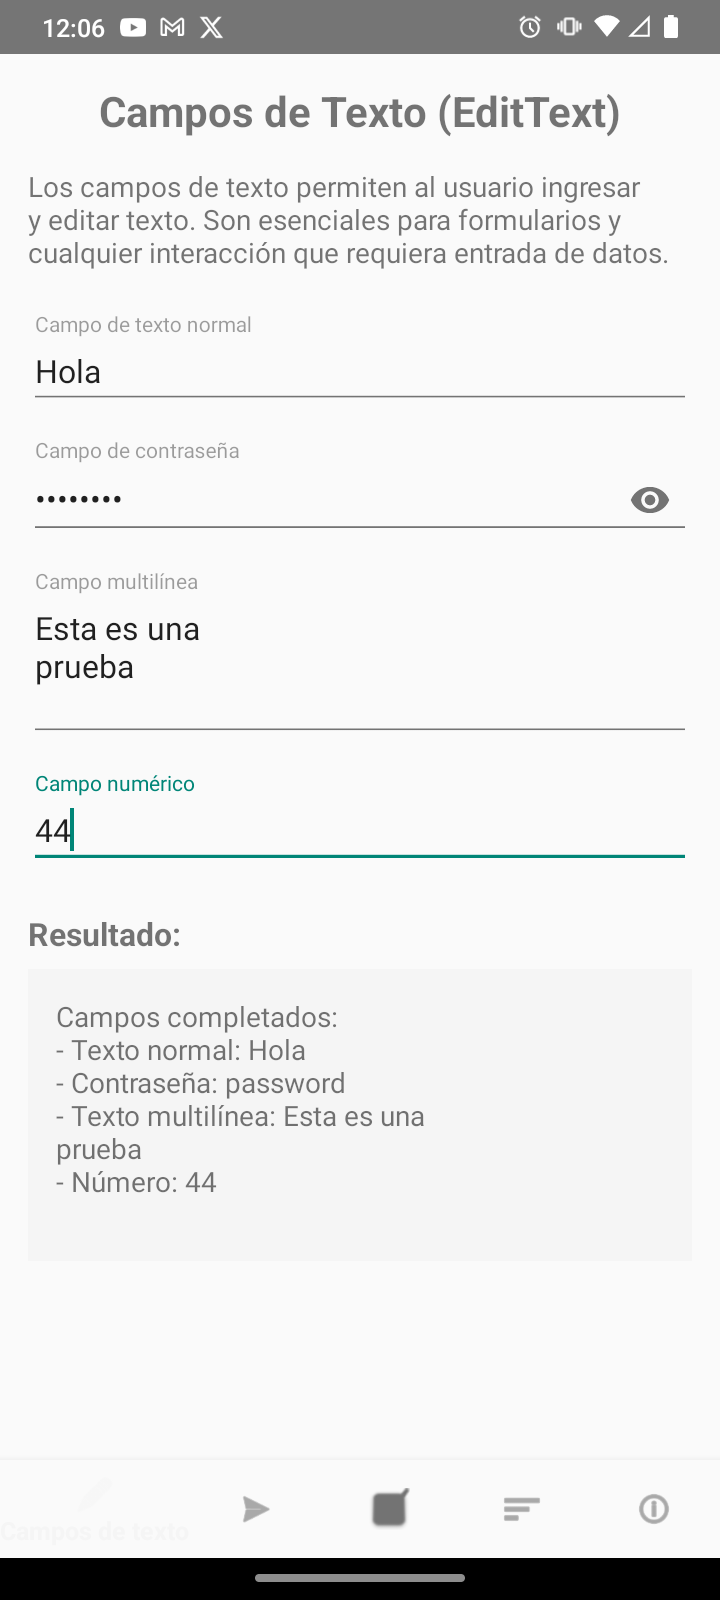 12:06
Campos de Texto (EditText)
Los campos de texto permiten al usuario ingresar
y editar texto. Son esenciales para formularios y
cualquier interacción que requiera entrada de datos.
Campo de texto normal
Hola
Campo de contraseña
••••••••
Campo multilínea
Esta es una
prueba
Campo numérico
44
Resultado:
Campos completados:
- Texto normal: Hola
- Contraseña: password
- Texto multilínea: Esta es una
prueba
- Número: 44
Campos de texto